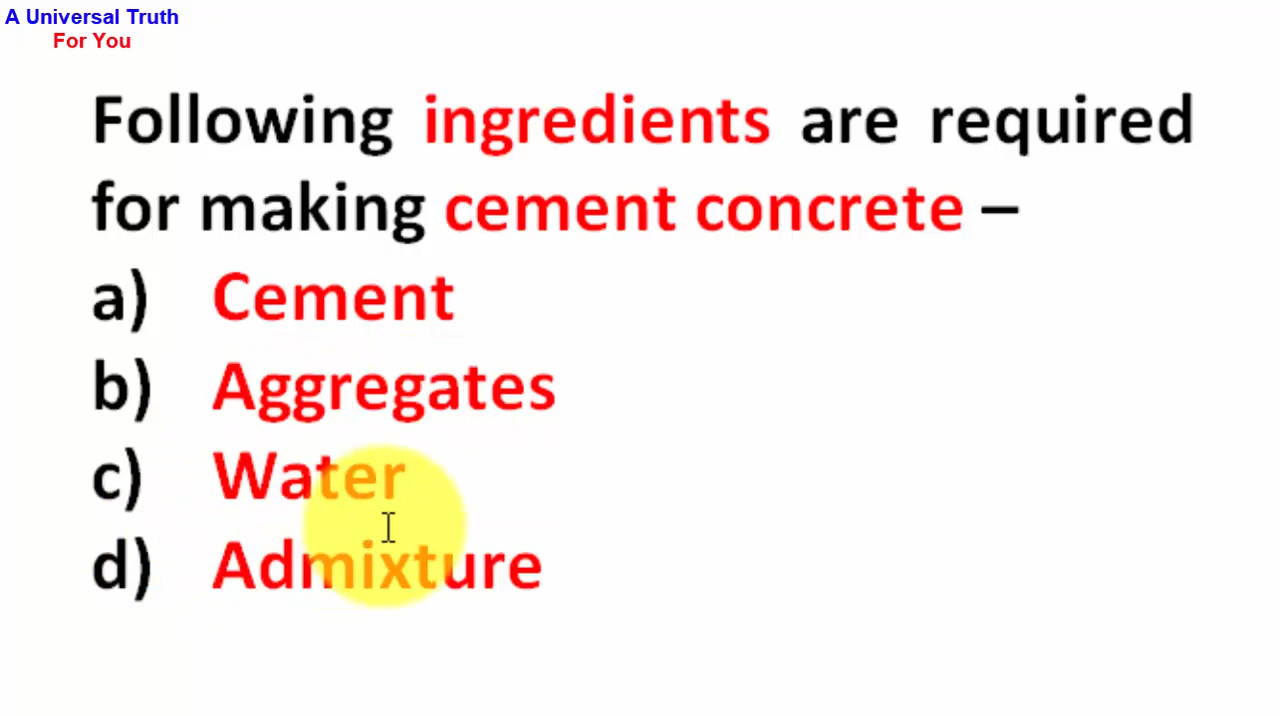 A Universal Truth
For You
Following ingredients are required
for making cement concrete –
a) Cement
b) Aggregates
c) Water
d) Admixture